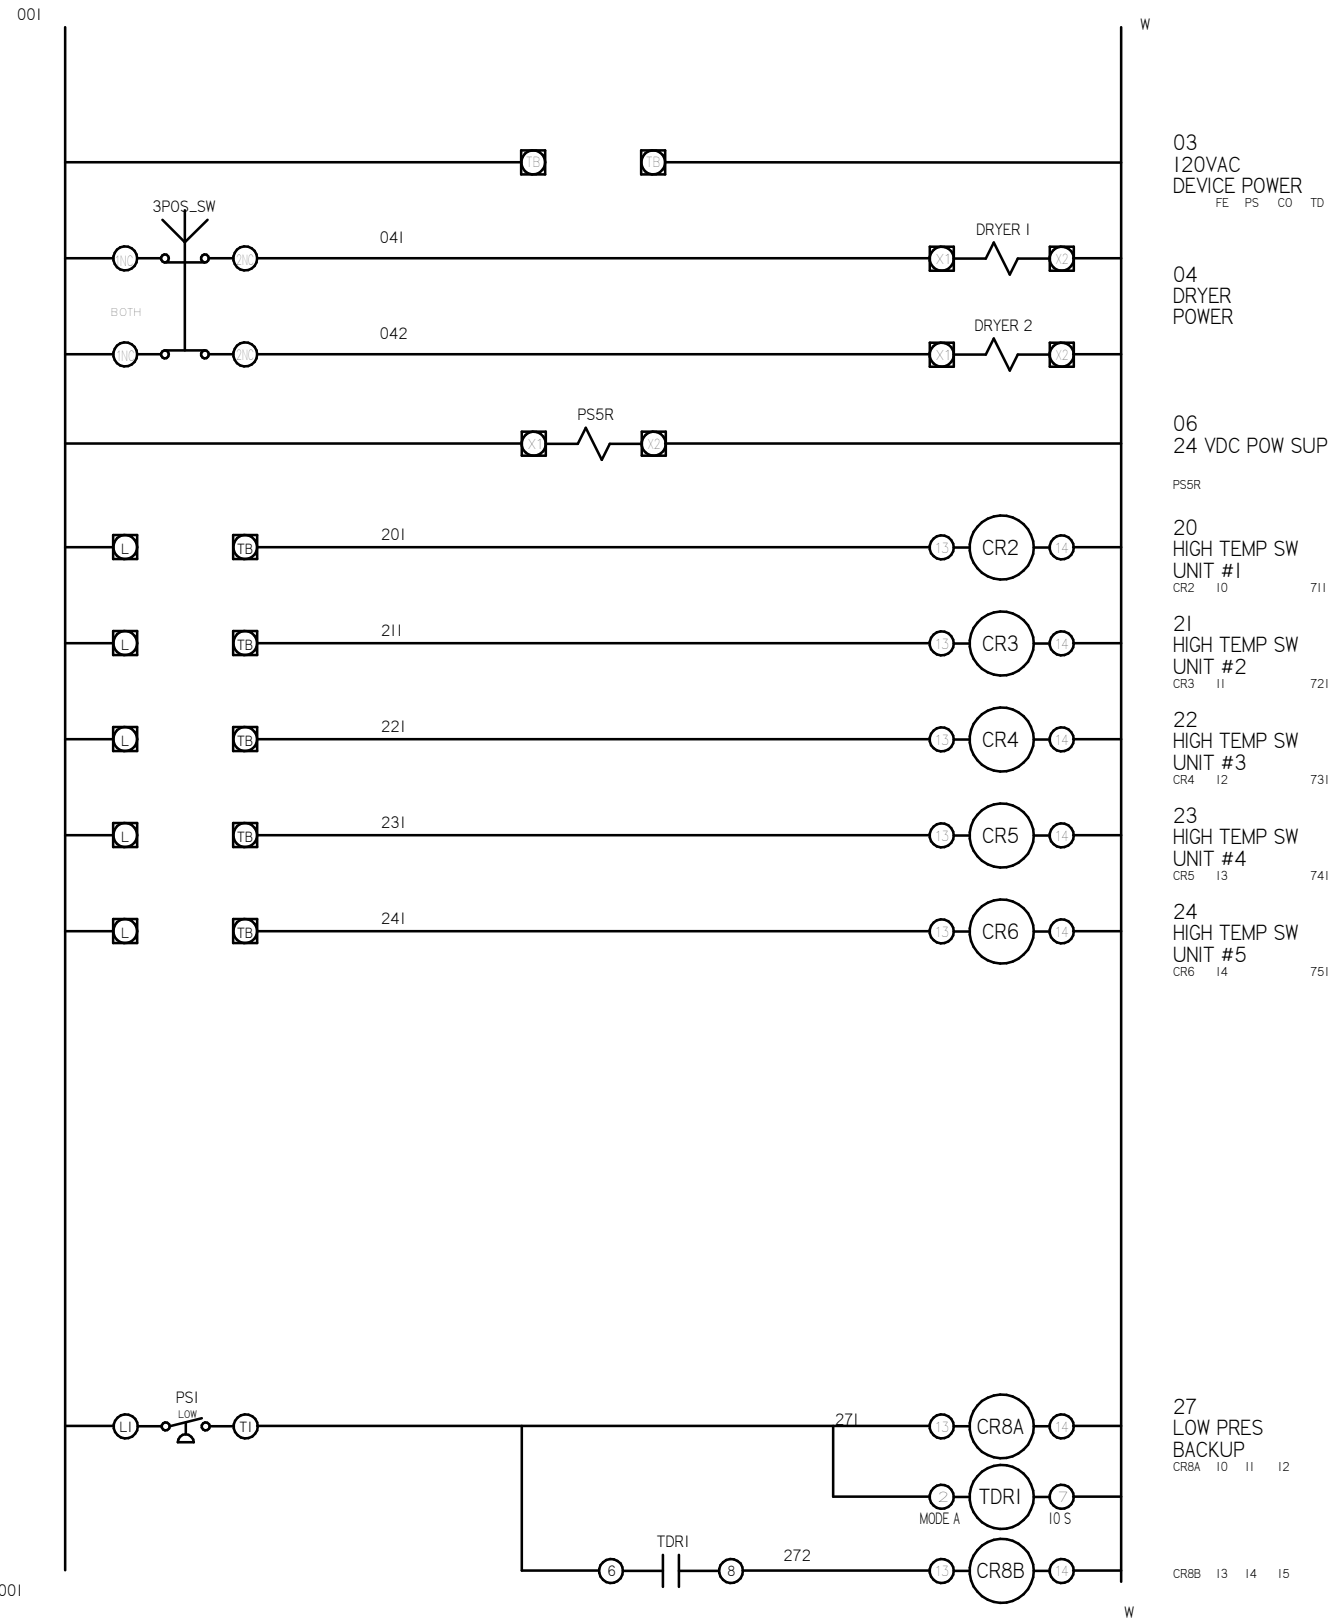 001
W
TB TB
03
120VAC
DEVICE POWER
FE PS CO TD
3POS_SW
1NC 2NC 041 DRYER 1 X1 X2
04
DRYER
POWER
BOTH
1NC 2NC 042 DRYER 2 X1 X2
PS5R
X1 X2
06
24 VDC POW SUP
PS5R
L TB 201 13 CR2 14
20
HIGH TEMP SW
UNIT #1
CR2 10 711
L TB 211 13 CR3 14
21
HIGH TEMP SW
UNIT #2
CR3 11 721
L TB 221 13 CR4 14
22
HIGH TEMP SW
UNIT #3
CR4 12 731
L TB 231 13 CR5 14
23
HIGH TEMP SW
UNIT #4
CR5 13 741
L TB 241 13 CR6 14
24
HIGH TEMP SW
UNIT #5
CR6 14 751
PS1
LOW
L1 T1 271 13 CR8A 14
27
LOW PRES
BACKUP
CR8A 10 11 12
2 TDR1 7
MODE A 10 S
TDR1
6 8 272 13 CR8B 14
CR8B 13 14 15
001
W